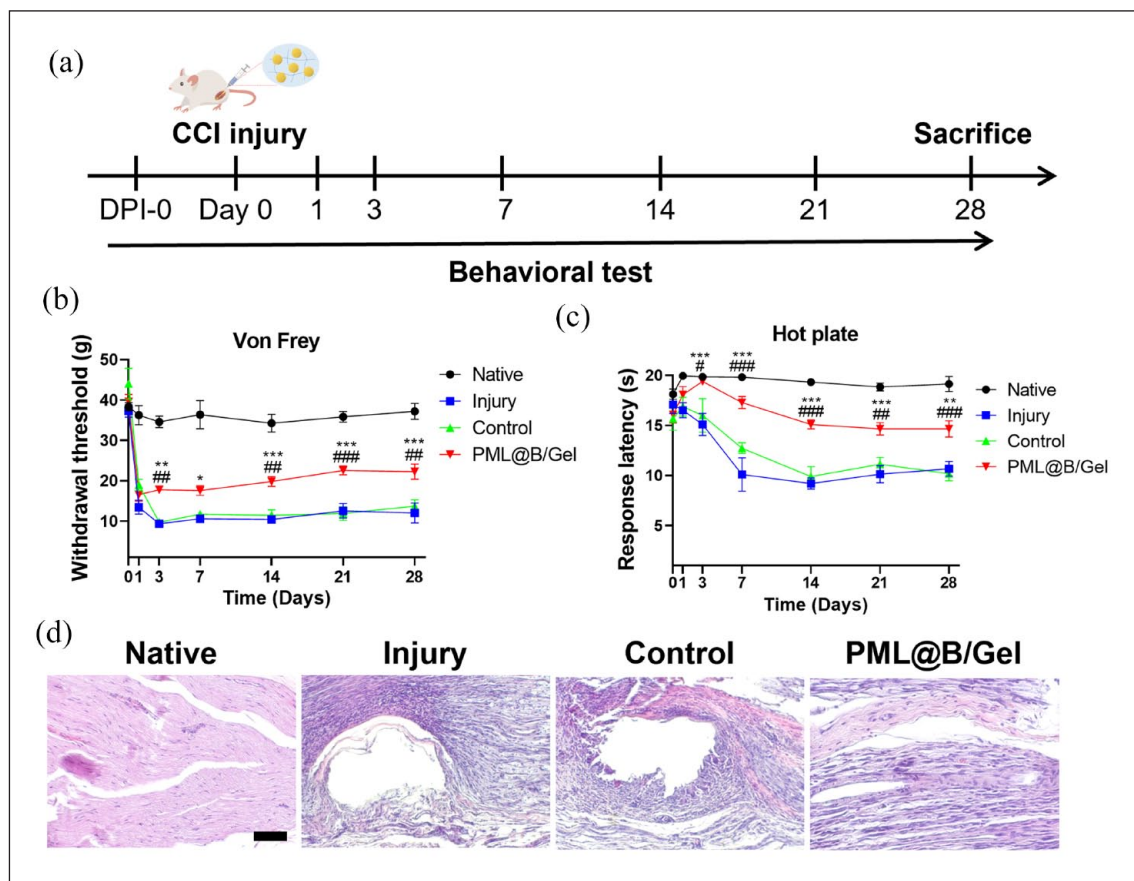 (a)
CCI injury
Sacrifice
DPI-0 Day 0 1 3 7 14 21 28
Behavioral test
(b)
Von Frey
Withdrawal threshold (g)
50
40
30
20
10
** ## * *** ## *** ### *** ##
Native
Injury
Control
PML@B/Gel
0 1 3 7 14 21 28
Time (Days)
(c)
Hot plate
Response latency (s)
20
15
10
5
*** # *** ### *** ### *** ## ** ###
Native
Injury
Control
PML@B/Gel
0 1 3 7 14 21 28
Time (Days)
(d)
Native Injury Control PML@B/Gel